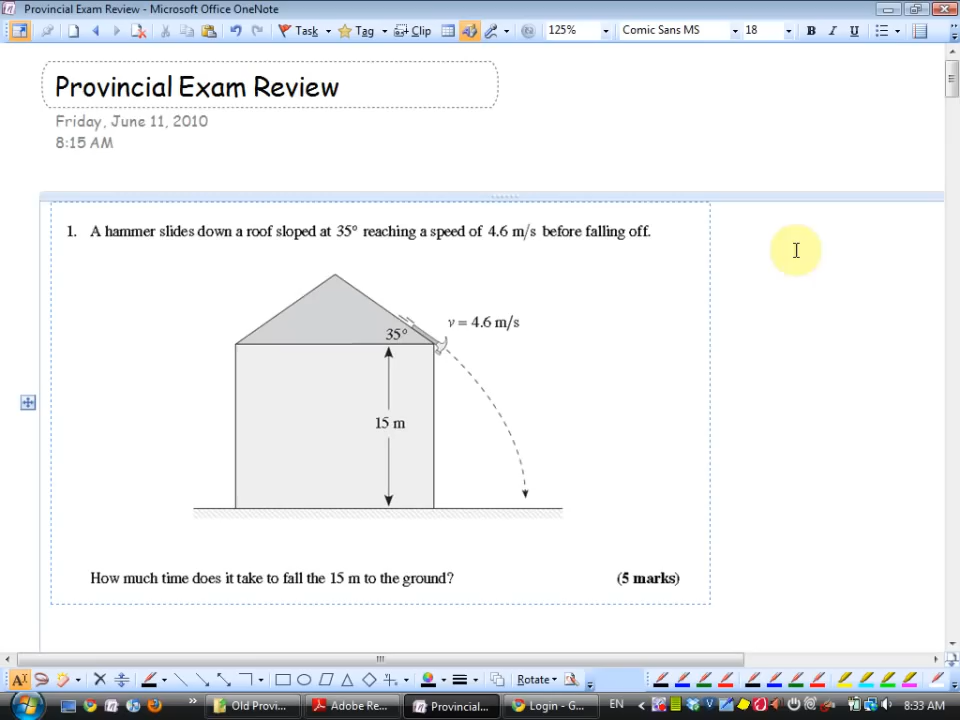 Provincial Exam Review - Microsoft Office OneNote
Task Tag Clip 125% Comic Sans MS 18 B I U
Provincial Exam Review
Friday, June 11, 2010
8:15 AM
1. A hammer slides down a roof sloped at 35° reaching a speed of 4.6 m/s before falling off.
v = 4.6 m/s
35°
15 m
How much time does it take to fall the 15 m to the ground? (5 marks)
Rotate
Old Provi... Adobe Re... Provincial... Login - G... EN 8:33 AM